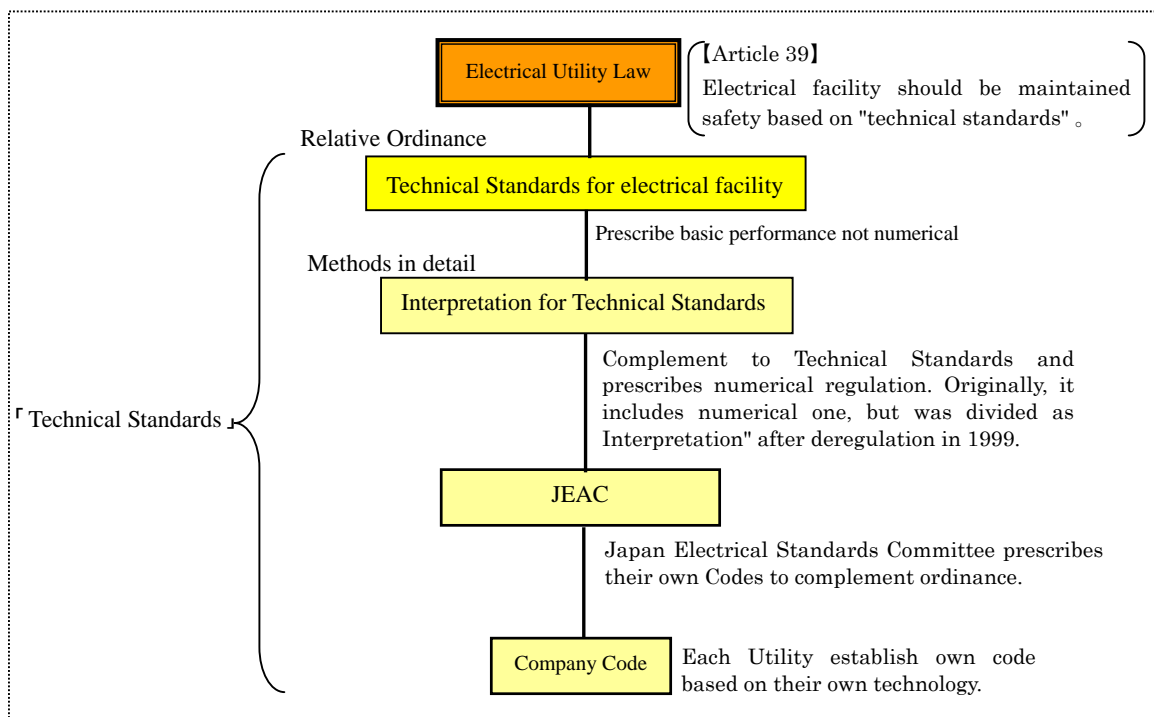 Electrical Utility Law
【Article 39】
Electrical facility should be maintained
safety based on "technical standards" 。
Relative Ordinance
Technical Standards for electrical facility
Prescribe basic performance not numerical
Methods in detail
Interpretation for Technical Standards
Complement to Technical Standards and
prescribes numerical regulation. Originally, it
includes numerical one, but was divided as
Interpretation" after deregulation in 1999.
「Technical Standards」
JEAC
Japan Electrical Standards Committee prescribes
their own Codes to complement ordinance.
Company Code
Each Utility establish own code
based on their own technology.